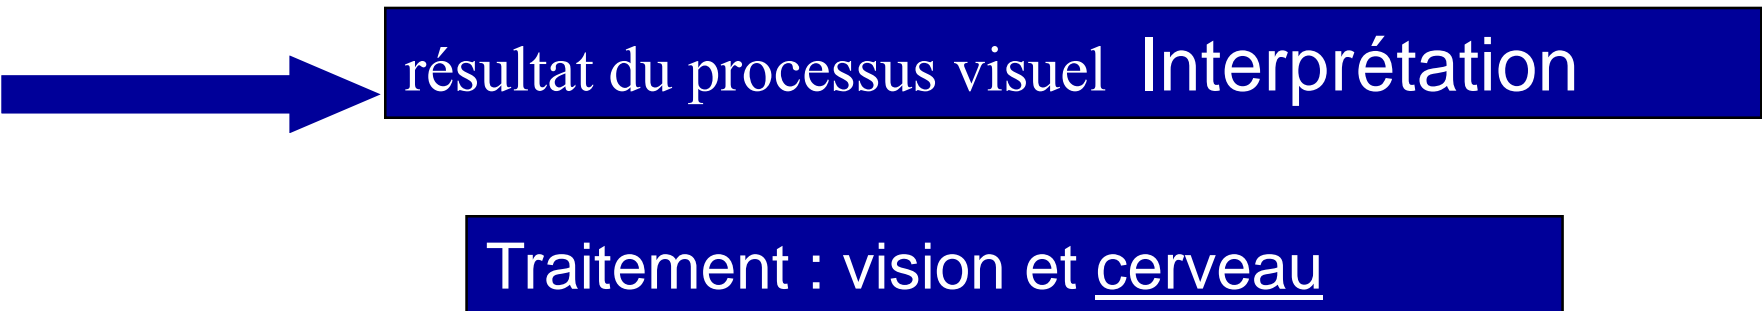 résultat du processus visuel Interprétation
Traitement : vision et cerveau